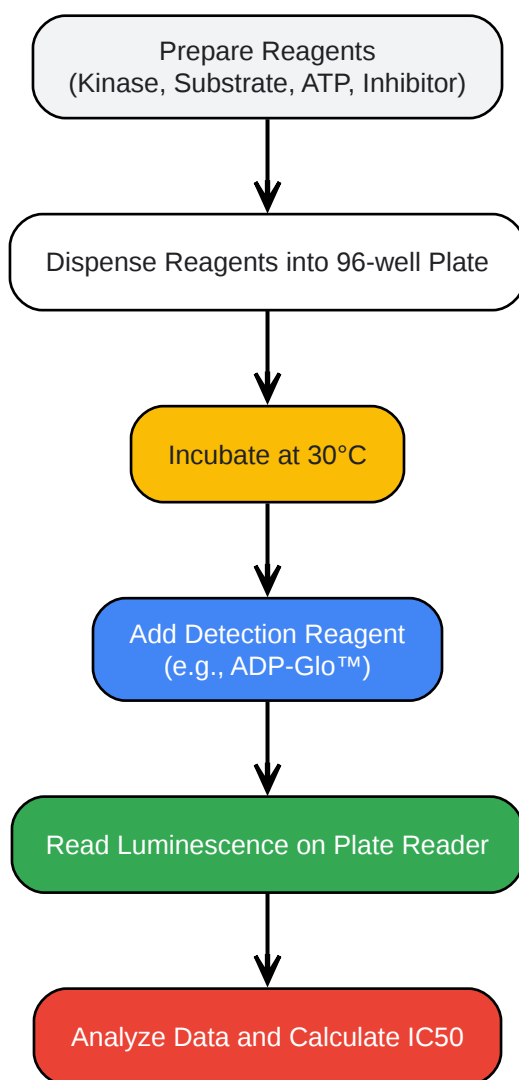 Prepare Reagents
(Kinase, Substrate, ATP, Inhibitor)
Dispense Reagents into 96-well Plate
Incubate at 30°C
Add Detection Reagent
(e.g., ADP-Glo™)
Read Luminescence on Plate Reader
Analyze Data and Calculate IC50